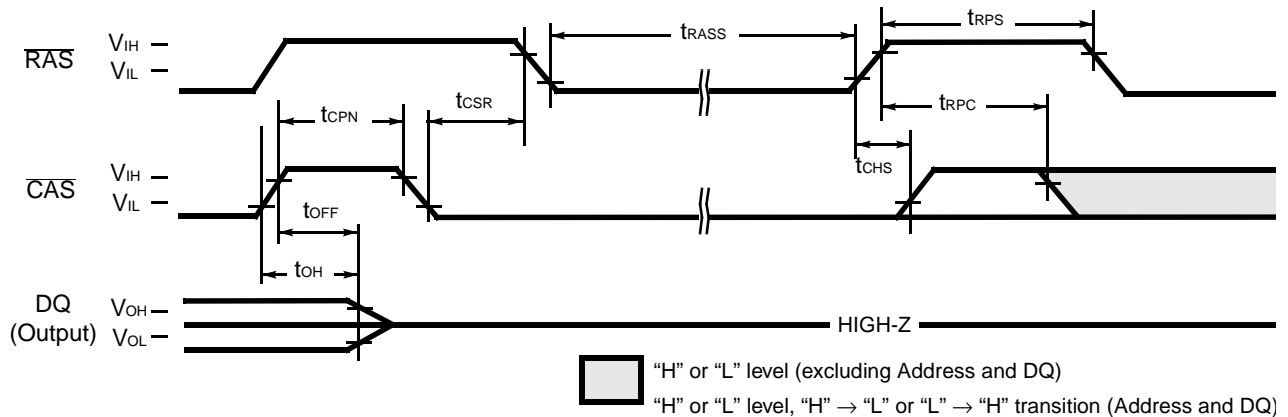 tRASS
tRPS
RAS
VIH
VIL
tCPN
tCSR
tRPC
tCHS
CAS
VIH
VIL
tOFF
tOH
DQ
(Output)
VOH
VOL
HIGH-Z
“H” or “L” level (excluding Address and DQ)
“H” or “L” level, “H” → “L” or “L” → “H” transition (Address and DQ)